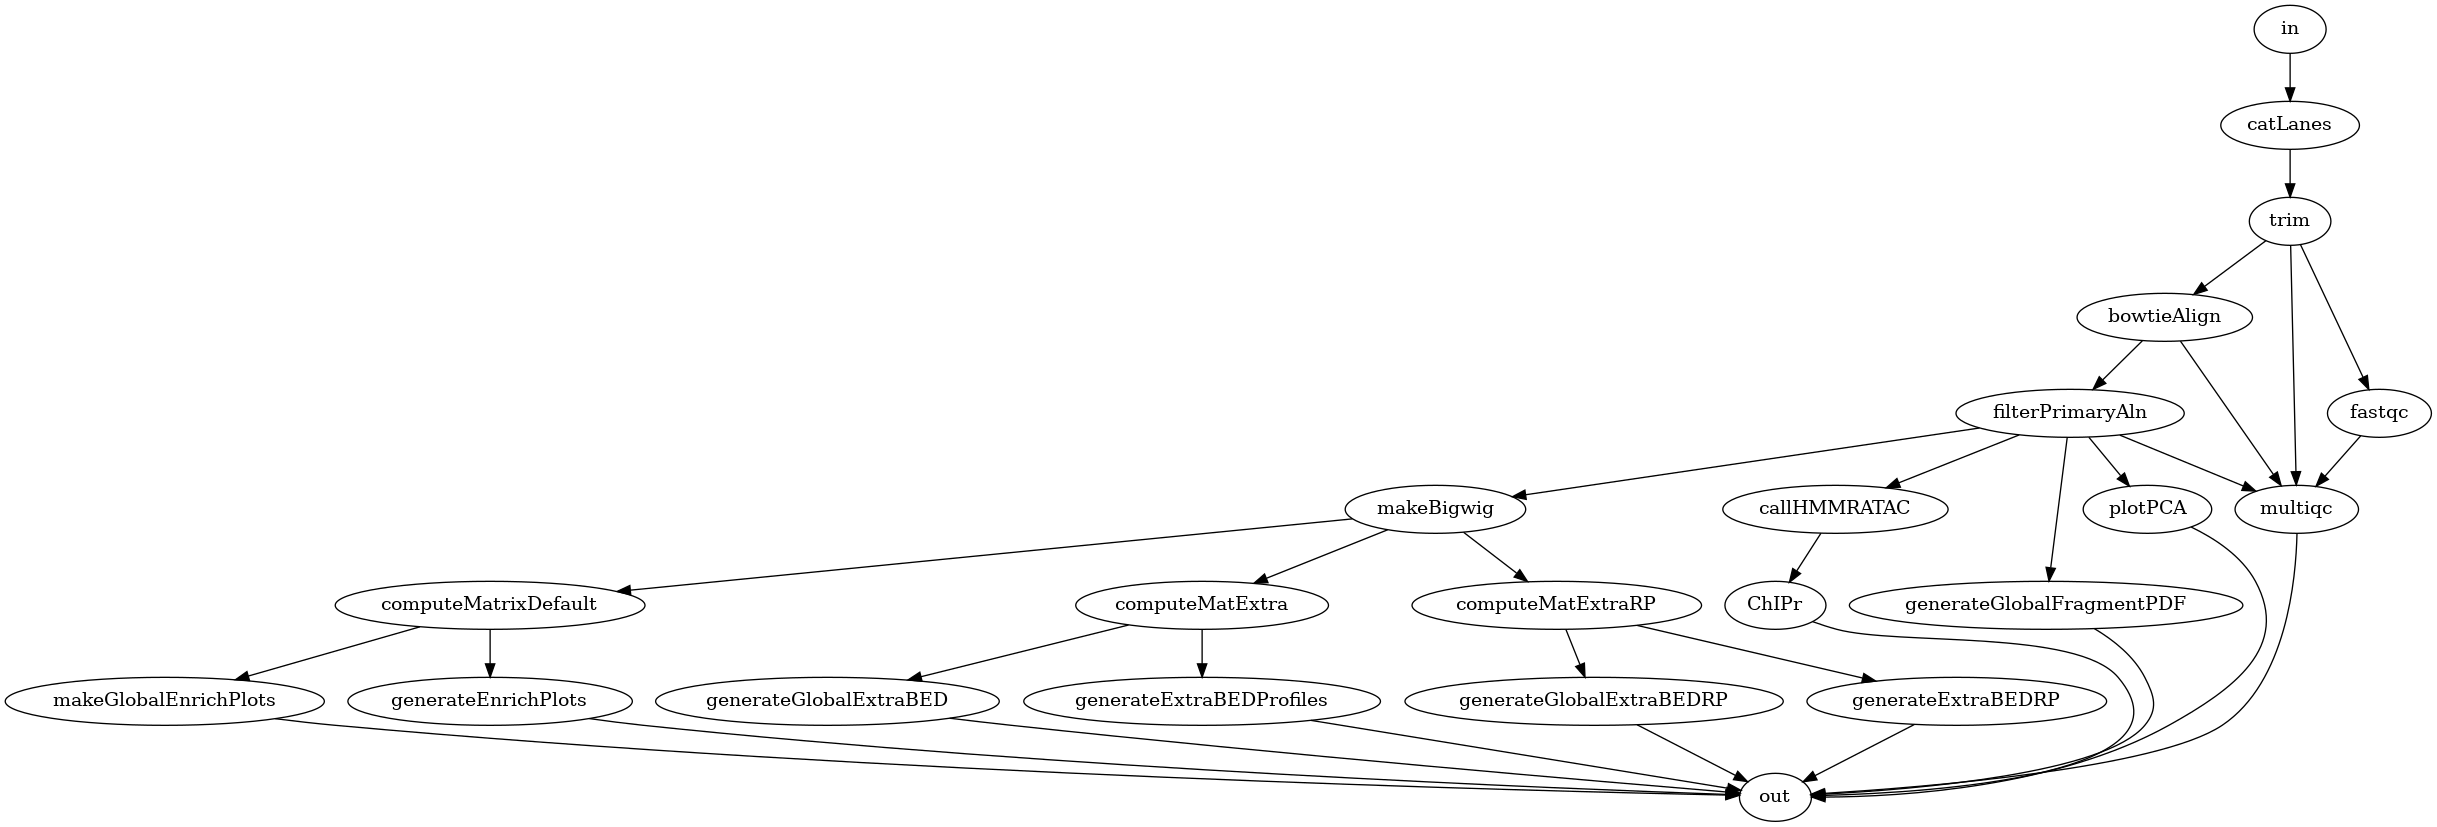 in
catLanes
trim
bowtieAlign
filterPrimaryAln
fastqc
makeBigwig
callHMMRATAC
plotPCA
multiqc
computeMatrixDefault
computeMatExtra
computeMatExtraRP
ChIPr
generateGlobalFragmentPDF
makeGlobalEnrichPlots
generateEnrichPlots
generateGlobalExtraBED
generateExtraBEDProfiles
generateGlobalExtraBEDRP
generateExtraBEDRP
out